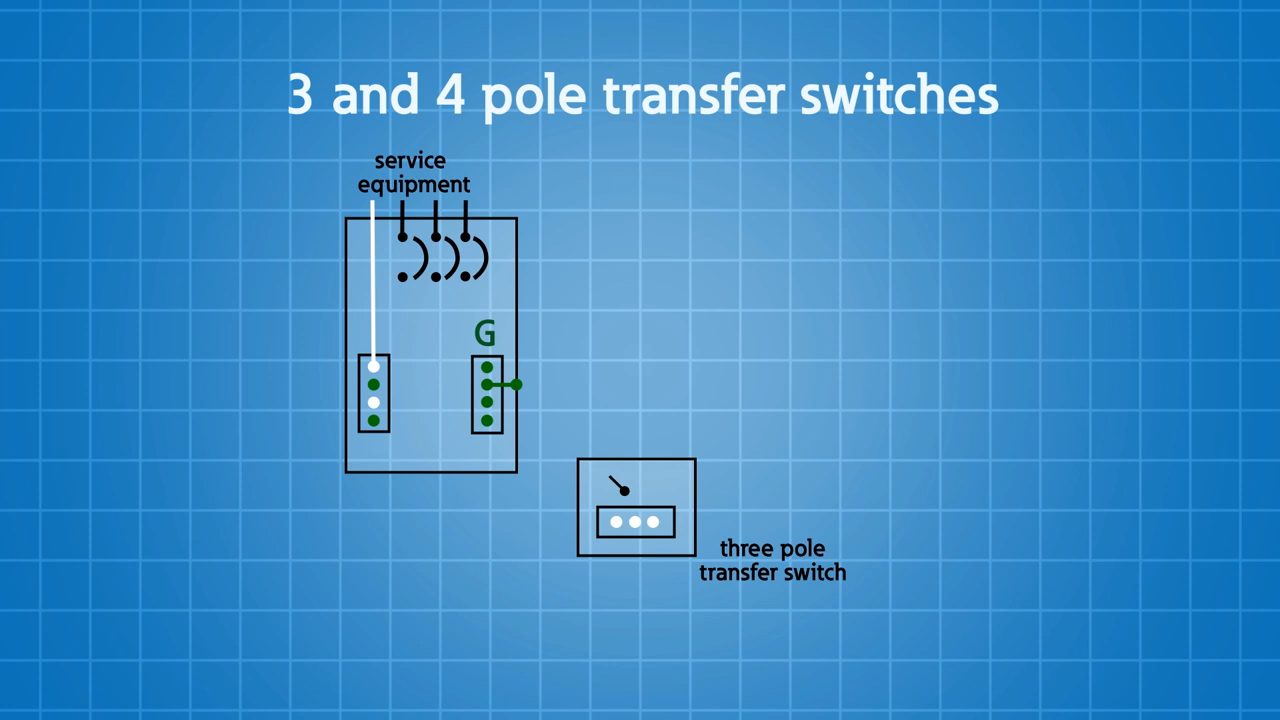 3 and 4 pole transfer switches
service
equipment
G
three pole
transfer switch